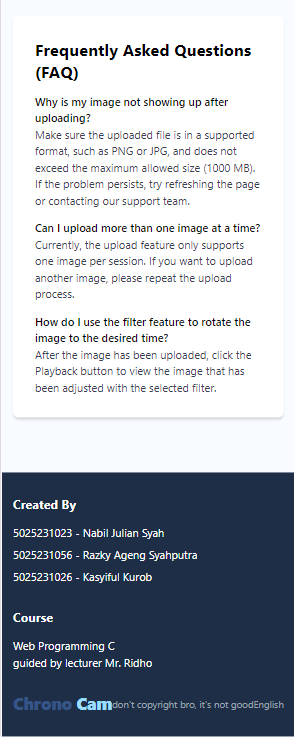 Frequently Asked Questions
(FAQ)
Why is my image not showing up after
uploading?
Make sure the uploaded file is in a supported
format, such as PNG or JPG, and does not
exceed the maximum allowed size (1000 MB).
If the problem persists, try refreshing the page
or contacting our support team.
Can I upload more than one image at a time?
Currently, the upload feature only supports
one image per session. If you want to upload
another image, please repeat the upload
process.
How do I use the filter feature to rotate the
image to the desired time?
After the image has been uploaded, click the
Playback button to view the image that has
been adjusted with the selected filter.
Created By
5025231023 - Nabil Julian Syah
5025231056 - Razky Ageng Syahputra
5025231026 - Kasyiful Kurob
Course
Web Programming C
guided by lecturer Mr. Ridho
Chrono Camdon't copyright bro, it's not goodEnglish